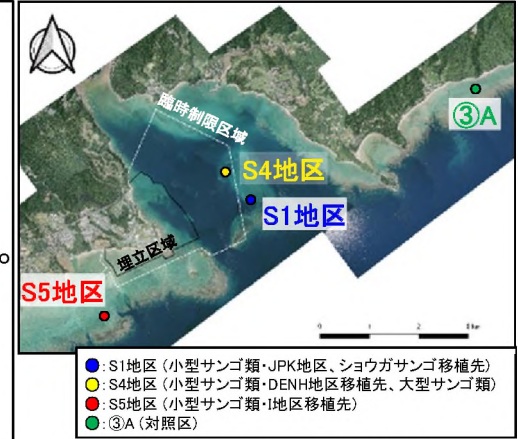 臨時制限区域
③A
S4地区
S1地区
埋立区域
S5地区
0 1 2 3 km
●:S1地区(小型サンゴ類・JPK地区、ショウガサンゴ移植先)
●:S4地区(小型サンゴ類・DENH地区移植先、大型サンゴ類)
●:S5地区(小型サンゴ類・I地区移植先)
●:③A(対照区)